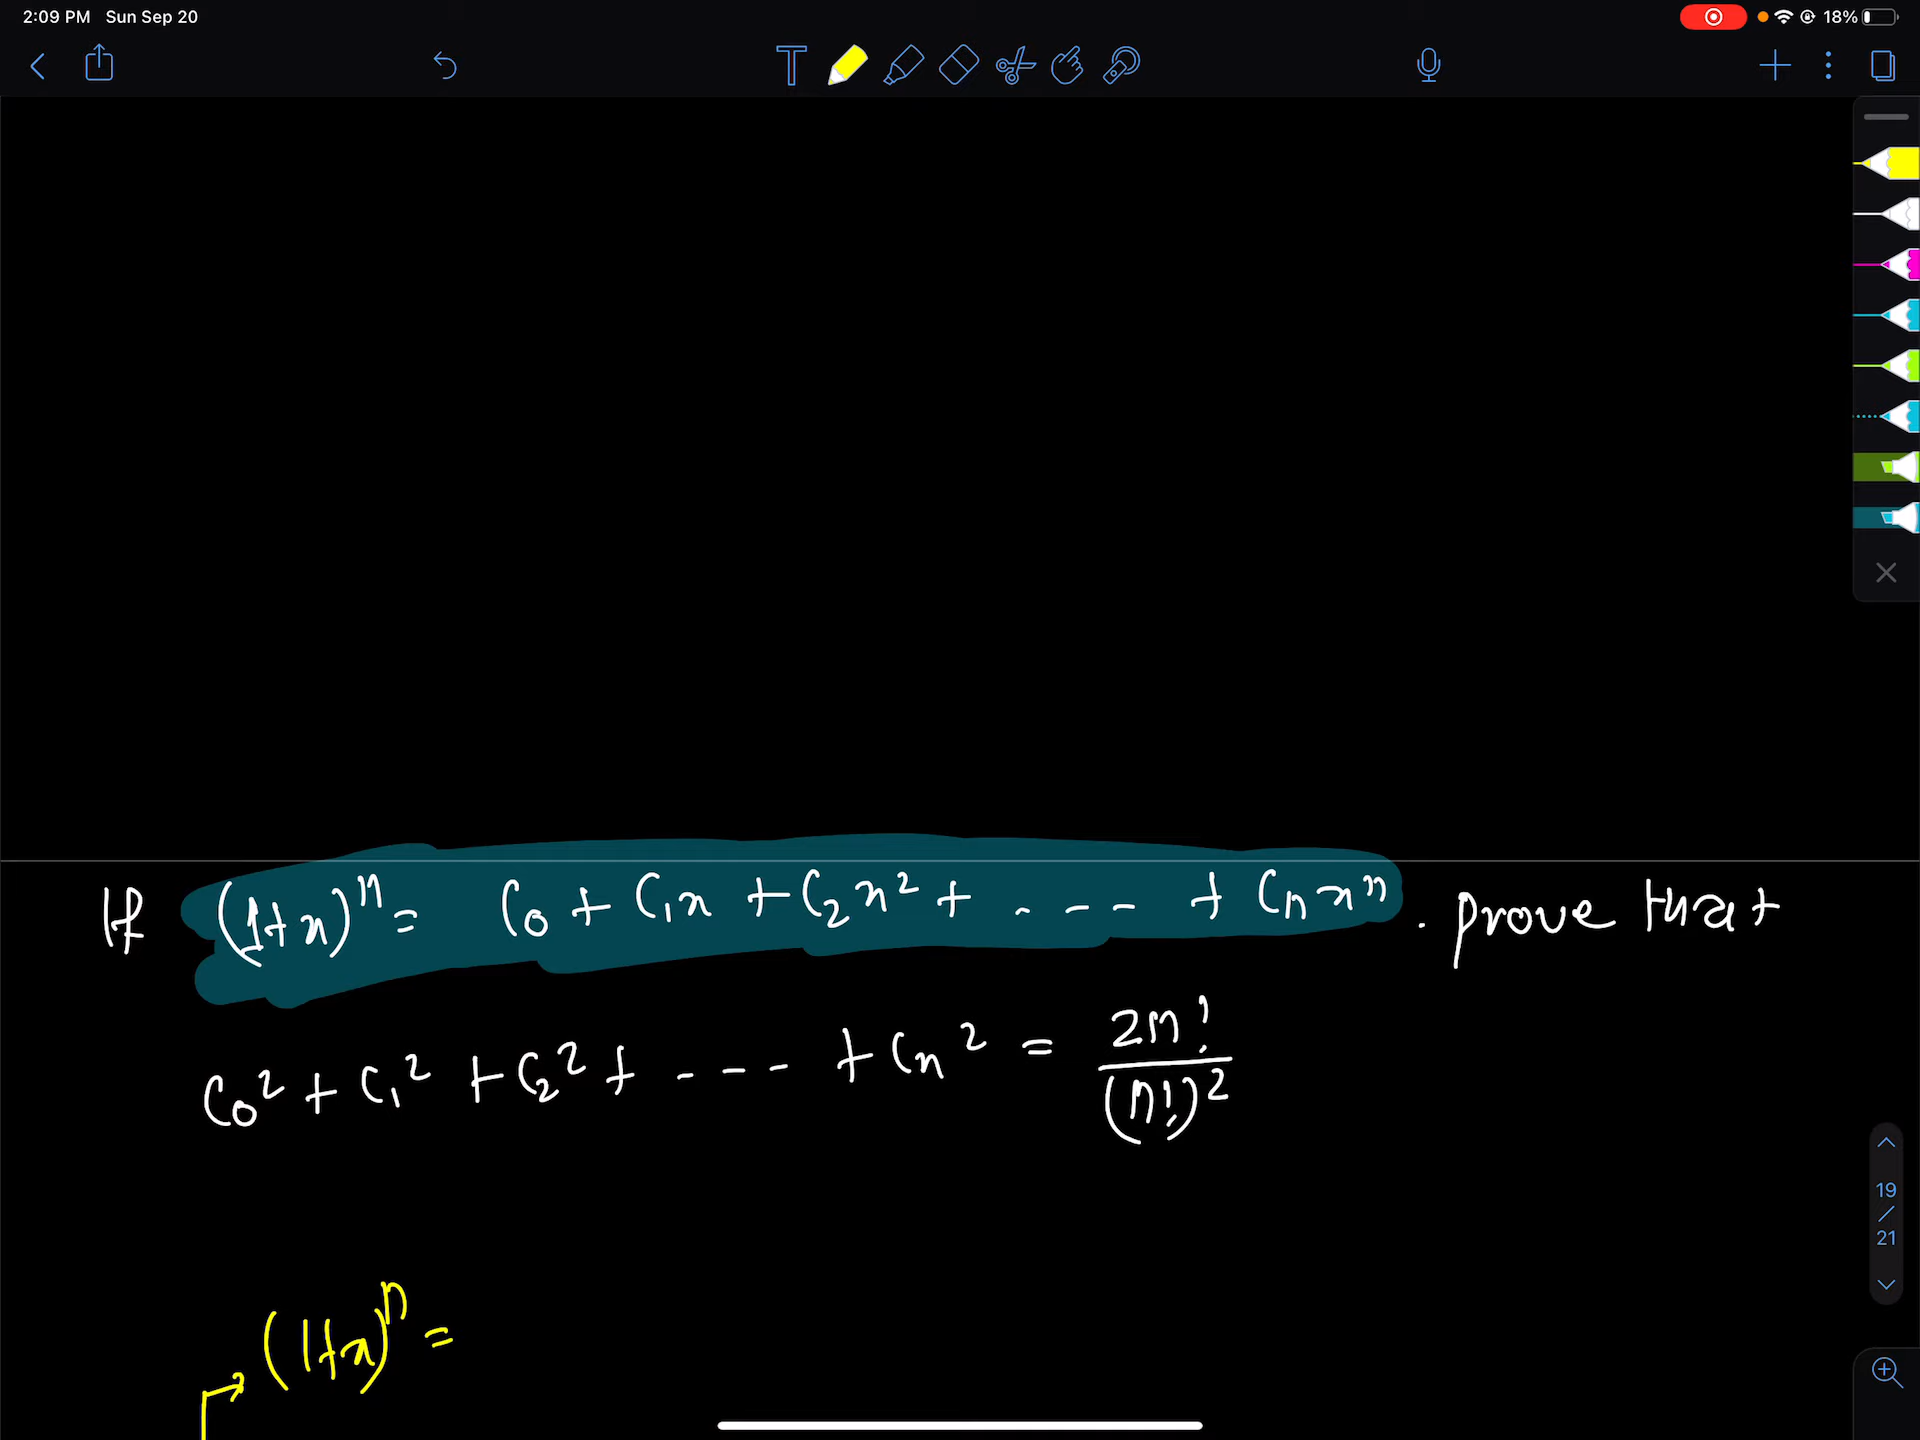 2:09 PM Sun Sep 20
18%
If (1+x)ⁿ = C₀ + C₁x + C₂x² + . - - - + Cₙxⁿ . prove that
C₀² + C₁² + C₂² + - - - - + Cₙ² = 2n!/(n!)²
(1+x)ⁿ =
19
/
21